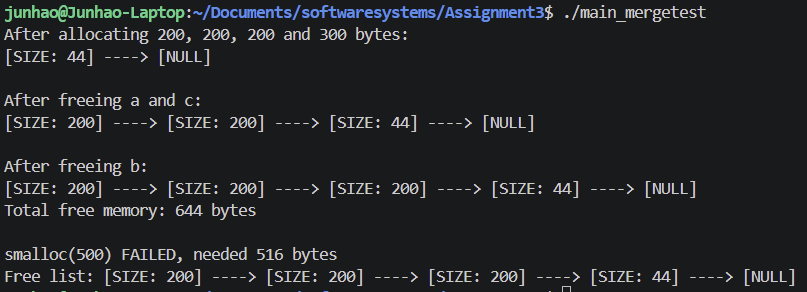 junhao@Junhao-Laptop:~/Documents/softwaresystems/Assignment3$ ./main_mergetest
After allocating 200, 200, 200 and 300 bytes:
[SIZE: 44] ----> [NULL]
After freeing a and c:
[SIZE: 200] ----> [SIZE: 200] ----> [SIZE: 44] ----> [NULL]
After freeing b:
[SIZE: 200] ----> [SIZE: 200] ----> [SIZE: 200] ----> [SIZE: 44] ----> [NULL]
Total free memory: 644 bytes
smalloc(500) FAILED, needed 516 bytes
Free list: [SIZE: 200] ----> [SIZE: 200] ----> [SIZE: 200] ----> [SIZE: 44] ----> [NULL]